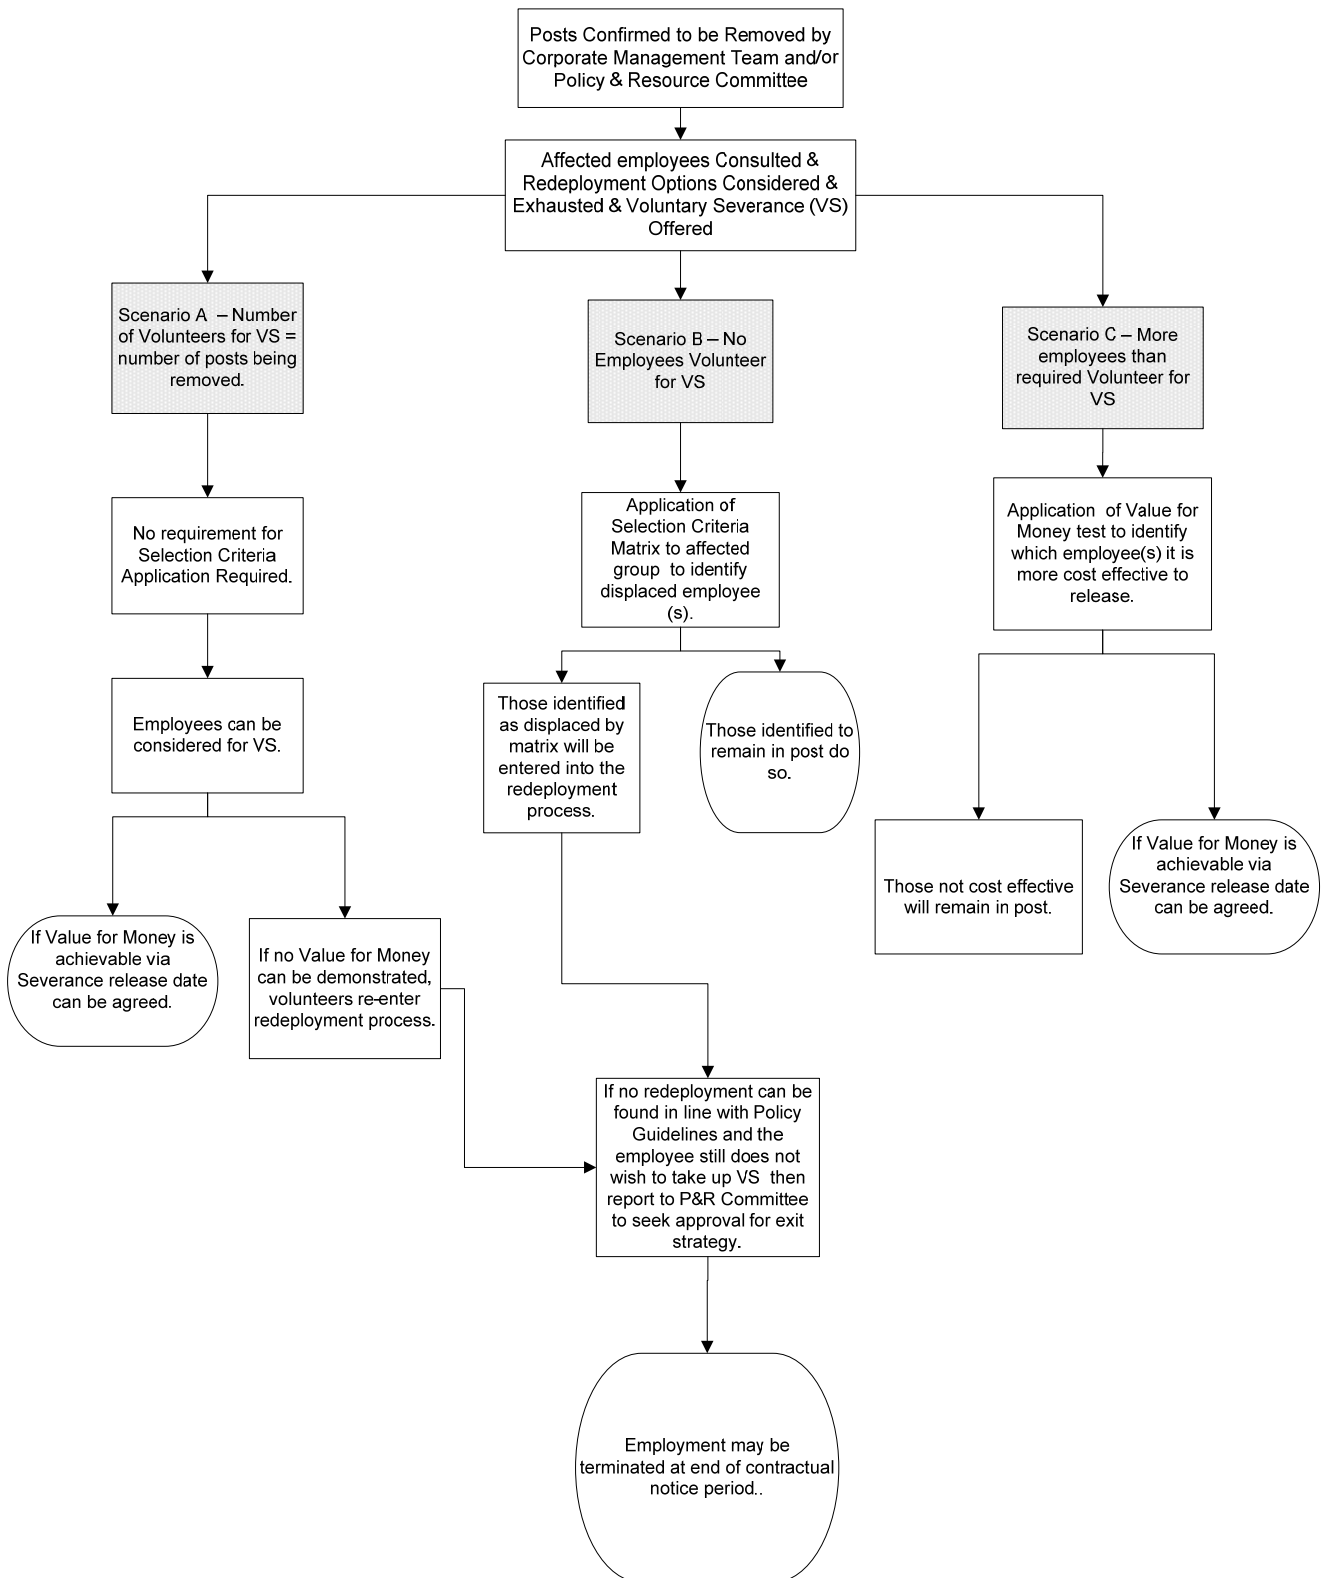 Posts Confirmed to be Removed by
Corporate Management Team and/or
Policy & Resource Committee
Affected employees Consulted &
Redeployment Options Considered &
Exhausted & Voluntary Severance (VS)
Offered
Scenario A – Number
of Volunteers for VS =
number of posts being
removed.
Scenario B – No
Employees Volunteer
for VS
Scenario C – More
employees than
required Volunteer for
VS
No requirement for
Selection Criteria
Application Required.
Application of
Selection Criteria
Matrix to affected
group to identify
displaced employee
(s).
Application of Value for
Money test to identify
which employee(s) it is
more cost effective to
release.
Employees can be
considered for VS.
Those identified
as displaced by
matrix will be
entered into the
redeployment
process.
Those identified to
remain in post do
so.
Those not cost effective
will remain in post.
If Value for Money is
achievable via
Severance release date
can be agreed.
If Value for Money is
achievable via
Severance release date
can be agreed.
If no Value for Money
can be demonstrated,
volunteers re-enter
redeployment process.
If no redeployment can be
found in line with Policy
Guidelines and the
employee still does not
wish to take up VS then
report to P&R Committee
to seek approval for exit
strategy.
Employment may be
terminated at end of contractual
notice period..